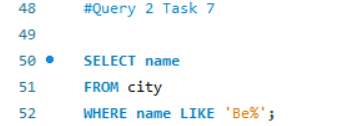 48 #Query 2 Task 7
49
50 SELECT name
51 FROM city
52 WHERE name LIKE 'Be%';